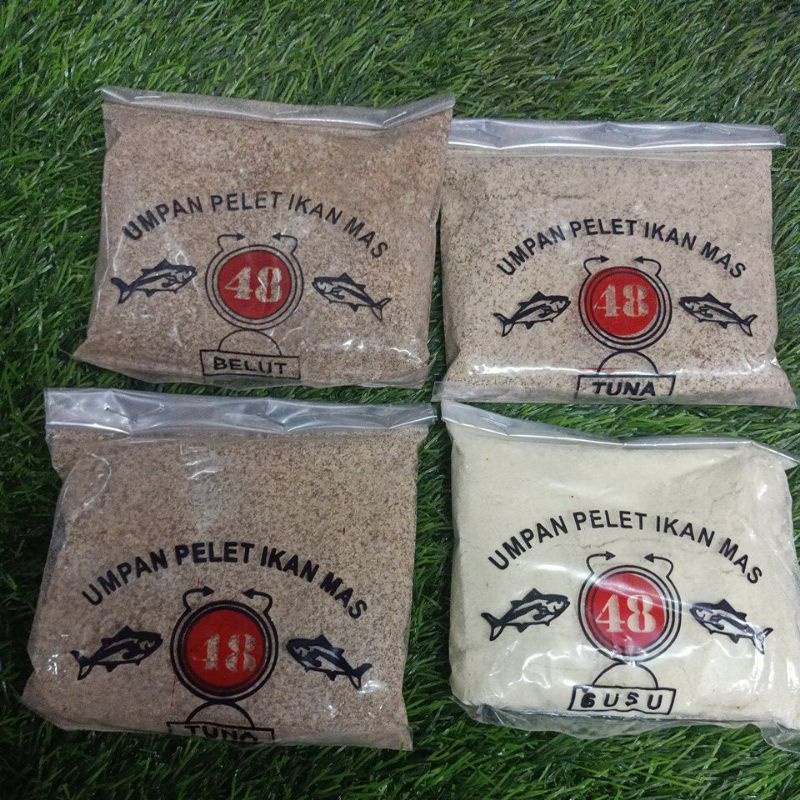 UMPAN PELET IKAN MAS
48
BELUT
UMPAN PELET IKAN MAS
48
TUNA
UMPAN PELET IKAN MAS
48
TUNA
UMPAN PELET IKAN MAS
48
SUSU